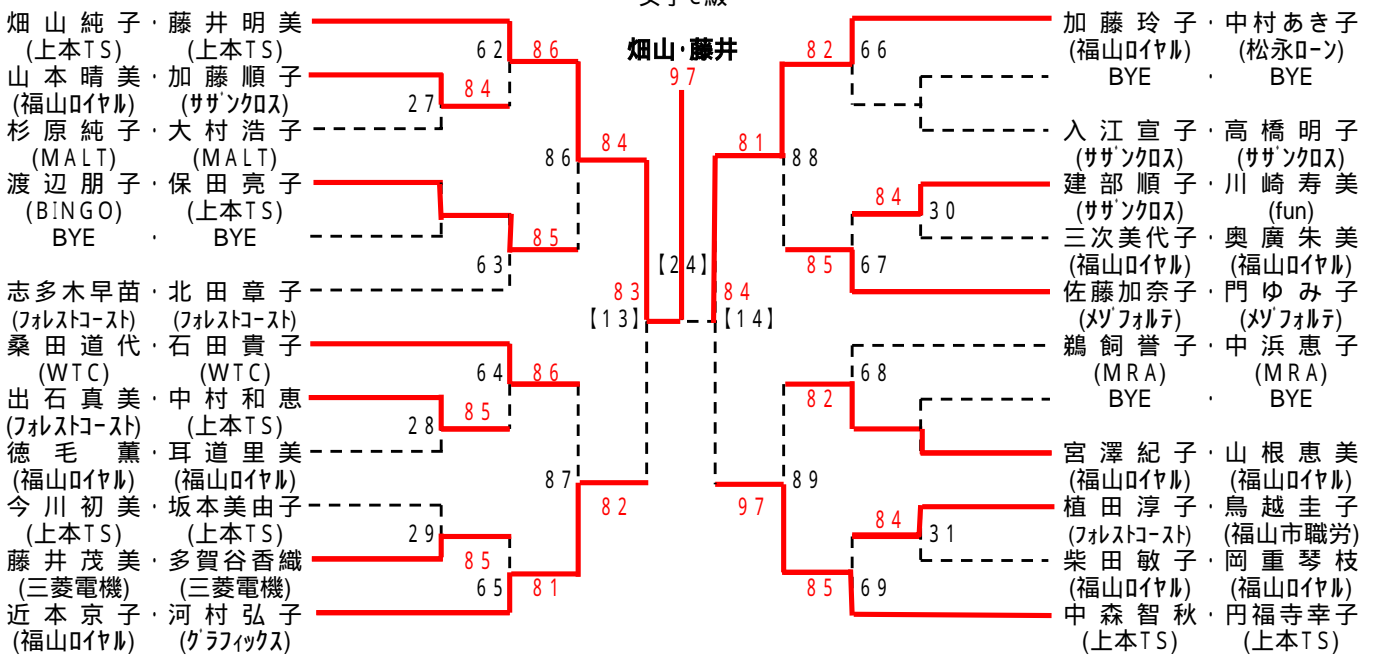 女子C級
畑山・藤井
97
畑山純子・藤井明美
(上本TS) (上本TS)
62
86
山本晴美・加藤順子
(福山ロイヤル) (サザンクロス)
27
84
杉原純子・大村浩子
(MALT) (MALT)
86
84
渡辺朋子・保田亮子
(BINGO) (上本TS)
BYE ・ BYE
85
63
志多木早苗・北田章子
(フォレストコースト) (フォレストコースト)
83
【13】
桑田道代・石田貴子
(WTC) (WTC)
64
86
出石真美・中村和恵
(フォレストコースト) (上本TS)
28
85
徳毛薫・耳道里美
(福山ロイヤル) (福山ロイヤル)
87
82
今川初美・坂本美由子
(上本TS) (上本TS)
29
藤井茂美・多賀谷香織
(三菱電機) (三菱電機)
85
65
81
近本京子・河村弘子
(福山ロイヤル) (グラフィックス)
【24】
加藤玲子・中村あき子
(福山ロイヤル) (松永ローン)
82
66
BYE ・ BYE
入江宣子・高橋明子
(サザンクロス) (サザンクロス)
81
88
建部順子・川崎寿美
(サザンクロス) (fun)
84
30
三次美代子・奥廣朱美
(福山ロイヤル) (福山ロイヤル)
85
67
佐藤加奈子・門ゆみ子
(メゾフォルテ) (メゾフォルテ)
84
【14】
鵜飼誉子・中浜恵子
(MRA) (MRA)
68
82
BYE ・ BYE
宮澤紀子・山根恵美
(福山ロイヤル) (福山ロイヤル)
89
97
植田淳子・鳥越圭子
(フォレストコースト) (福山市職労)
84
31
柴田敏子・岡重琴枝
(福山ロイヤル) (福山ロイヤル)
85
69
中森智秋・円福寺幸子
(上本TS) (上本TS)